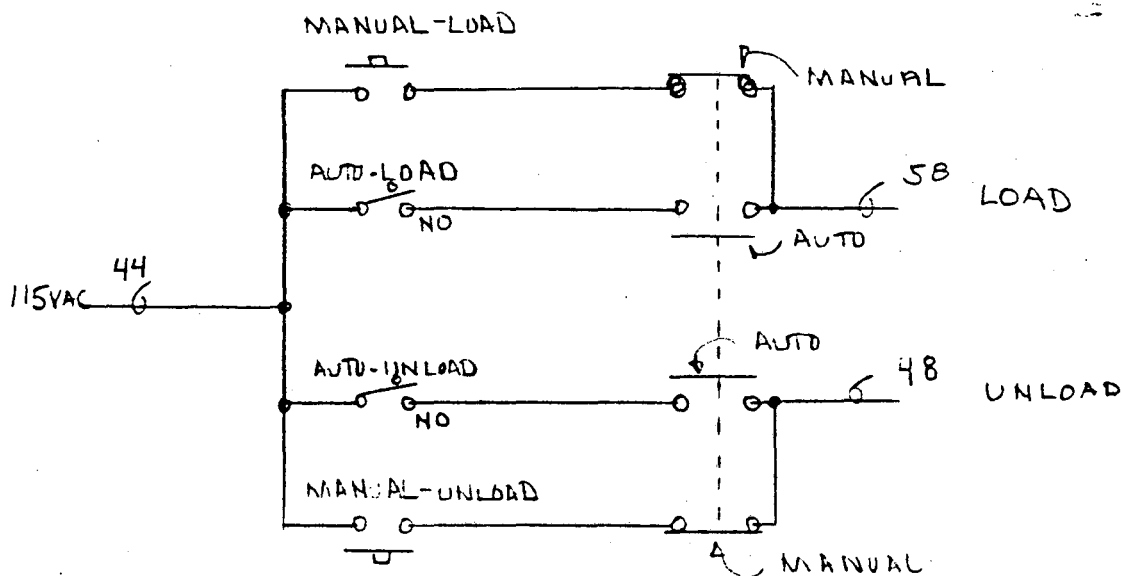 MANUAL-LOAD
MANUAL
AUTO-LOAD
NO
58
LOAD
AUTO
44
115VAC
AUTO
AUTO-UNLOAD
NO
48
UNLOAD
MANUAL-UNLOAD
MANUAL